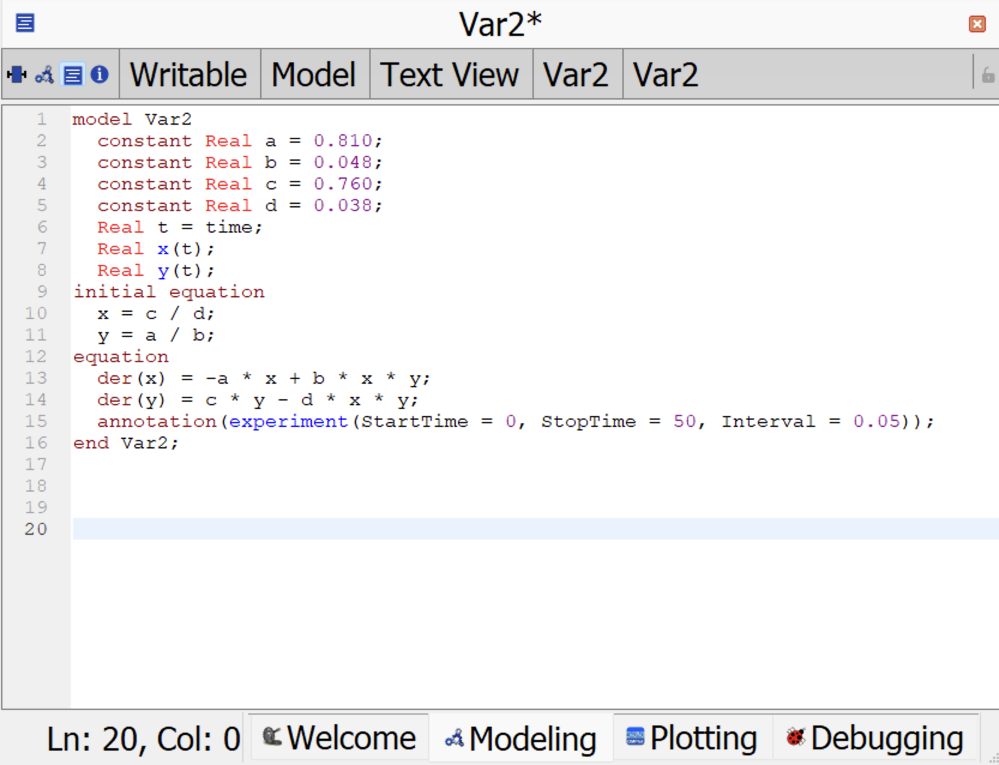 Var2*
Writable Model Text View Var2 Var2
1 model Var2
2   constant Real a = 0.810;
3   constant Real b = 0.048;
4   constant Real c = 0.760;
5   constant Real d = 0.038;
6   Real t = time;
7   Real x(t);
8   Real y(t);
9 initial equation
10   x = c / d;
11   y = a / b;
12 equation
13   der(x) = -a * x + b * x * y;
14   der(y) = c * y - d * x * y;
15   annotation(experiment(StartTime = 0, StopTime = 50, Interval = 0.05));
16 end Var2;
17
18
19
20
Ln: 20, Col: 0 Welcome Modeling Plotting Debugging